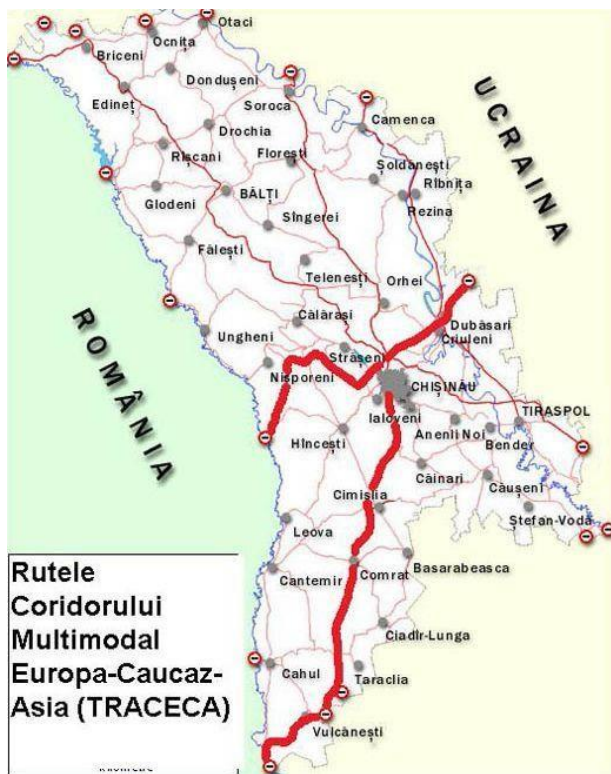 Otaci
Ocnița
Briceni
Dondușeni
Edineț
Soroca
Camenca
UCRAINA
Drochia
Rîșcani
Florești
Șoldanești
Rîbnița
Glodeni
BĂLȚI
Rezina
Sîngerei
Fălești
Telenești
Orhei
Călărași
Dubăsari
Ungheni
Criuleni
Strășeni
Nisporeni
CHIȘINĂU
ROMÂNIA
Ialoveni
TIRASPOL
Anenii Noi
Hîncești
Bender
Căinari
Căușeni
Cimișlia
Ștefan-Vodă
Leova
Basarabeasca
Cantemir
Comrat
Ciadîr-Lunga
Cahul
Taraclia
Vulcănești
Rutele
Coridorului
Multimodal
Europa-Caucaz-
Asia (TRACECA)